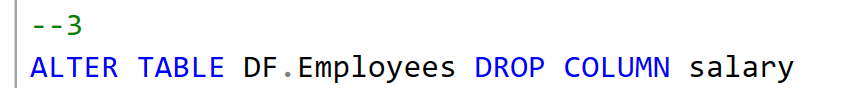 --3
ALTER TABLE DF.Employees DROP COLUMN salary